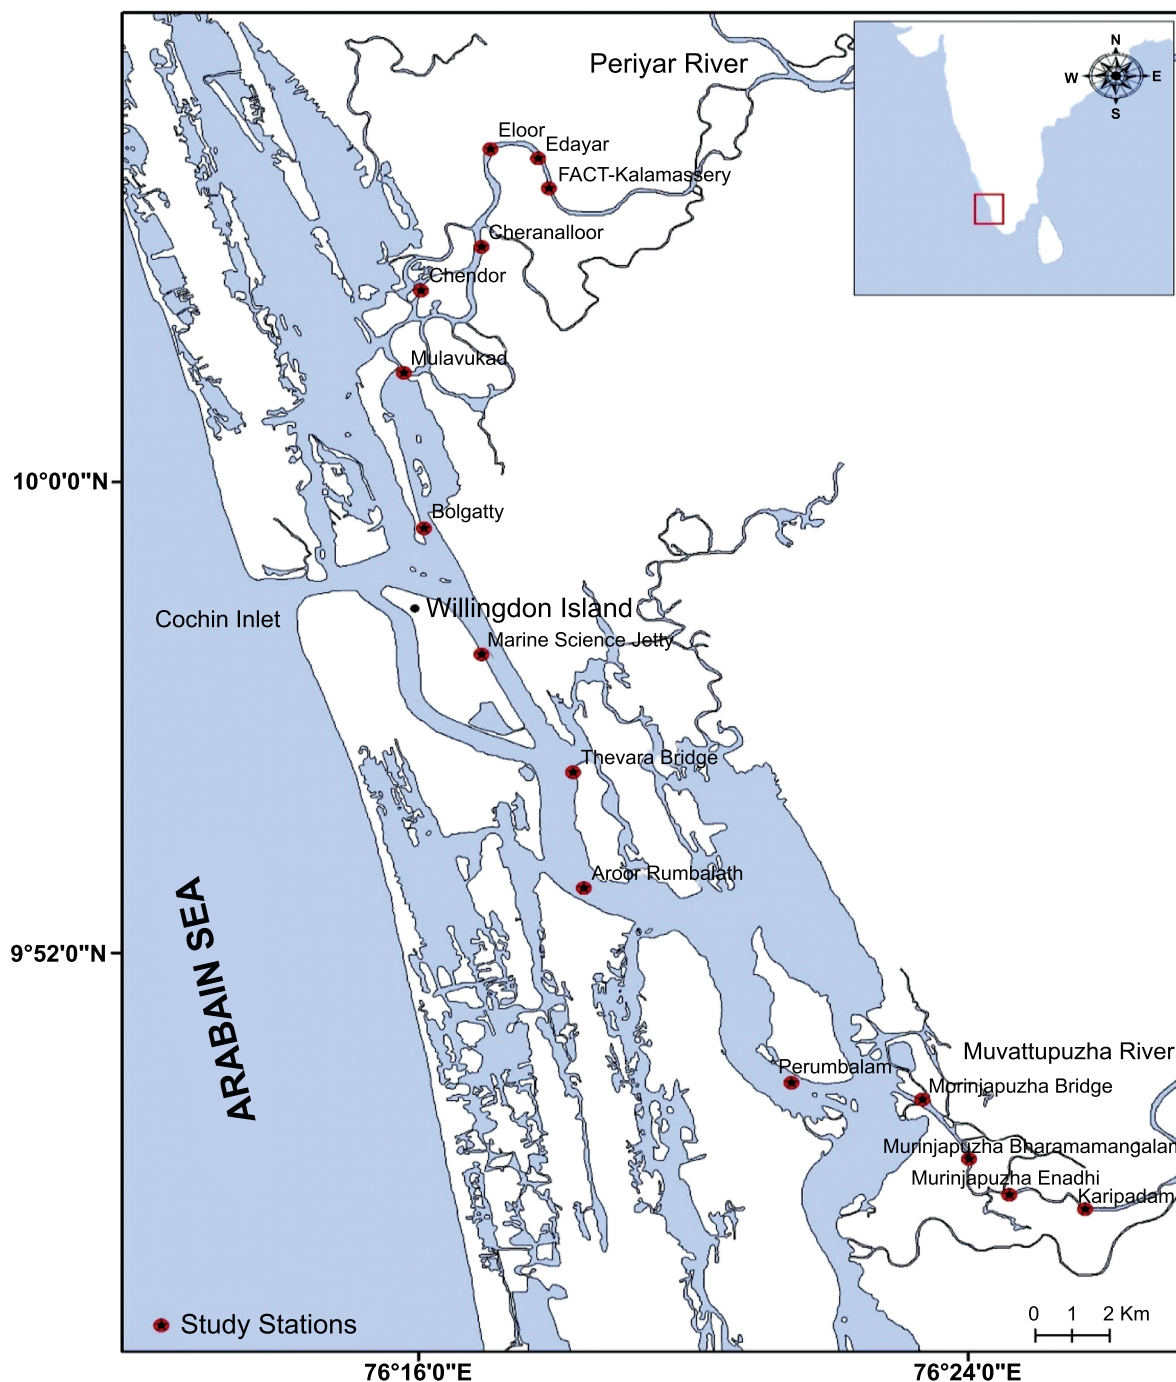 N
W
E
S
Periyar River
Eloor
Edayar
FACT-Kalamassery
Cheranalloor
Chendor
Mulavukad
10°0'0"N
Bolgatty
Willingdon Island
Cochin Inlet
Marine Science Jetty
Thevara Bridge
Aroor Rumbalath
ARABAIN SEA
9°52'0"N
Muvattupuzha River
Perumbalam
Morinjapuzha Bridge
Murinjapuzha Bharamamangalam
Murinjapuzha Enadhi
Karipadam
0 1 2 Km
Study Stations
76°16'0"E
76°24'0"E